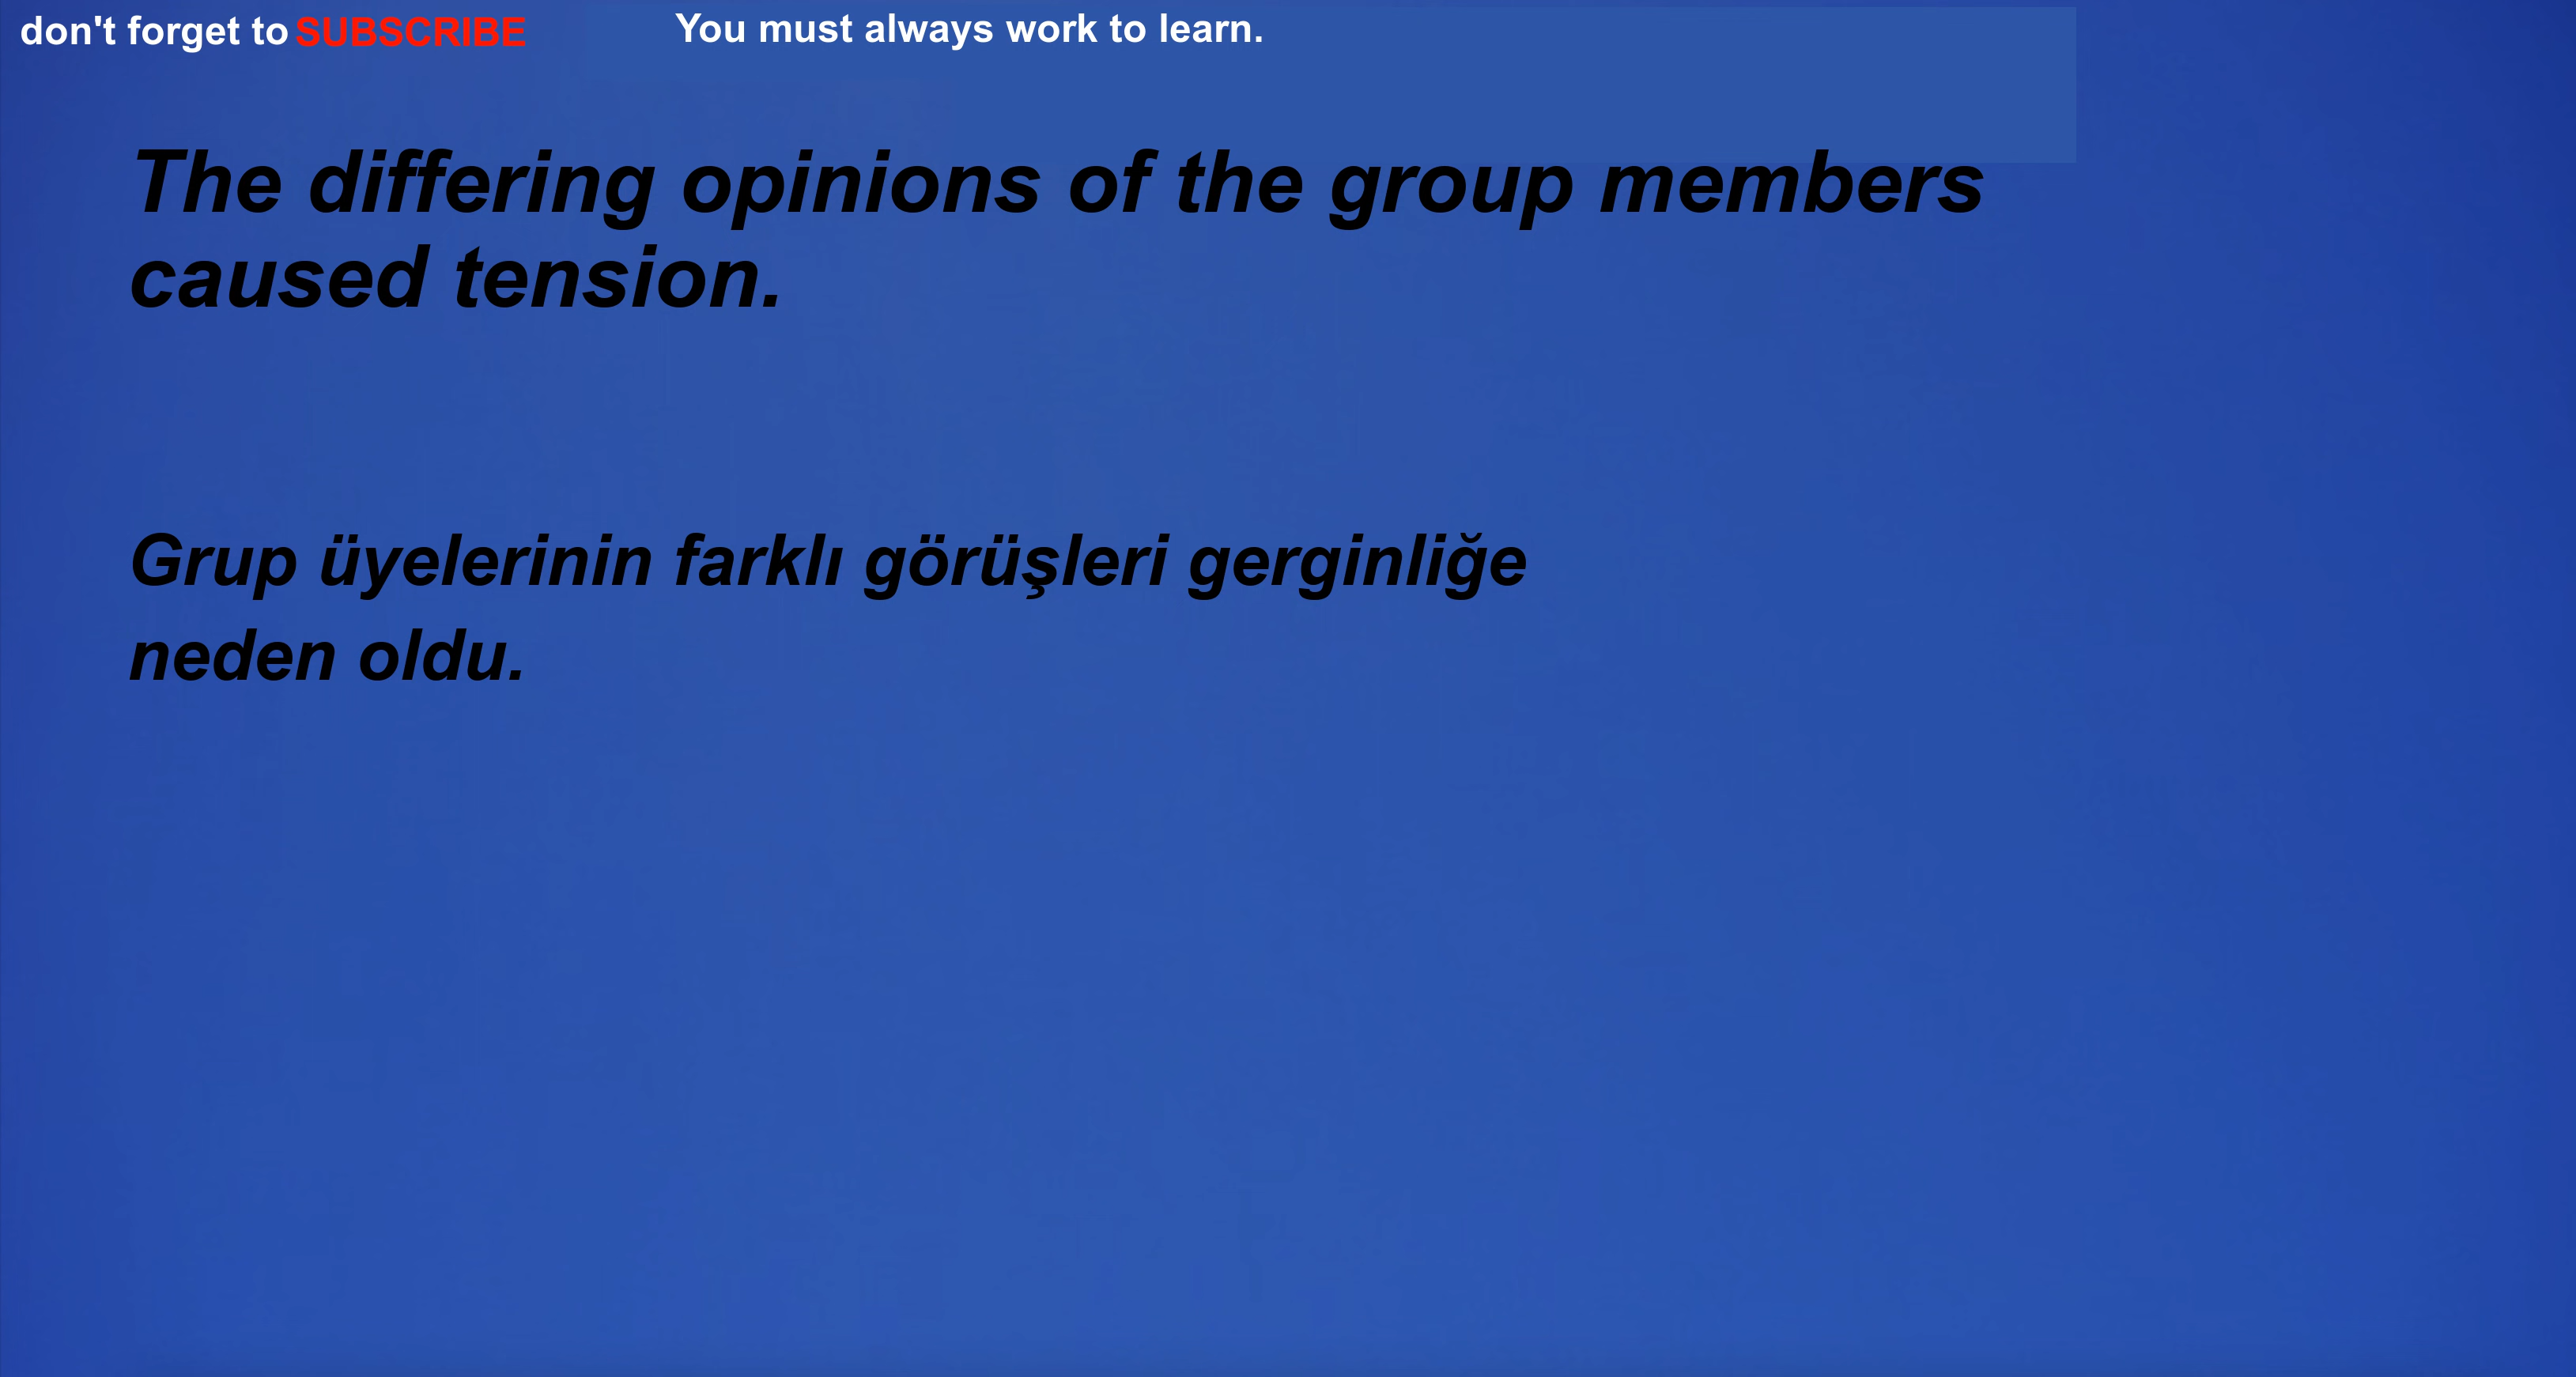 don't forget to SUBSCRIBE
You must always work to learn.
The differing opinions of the group members
caused tension.
Grup üyelerinin farklı görüşleri gerginliğe
neden oldu.